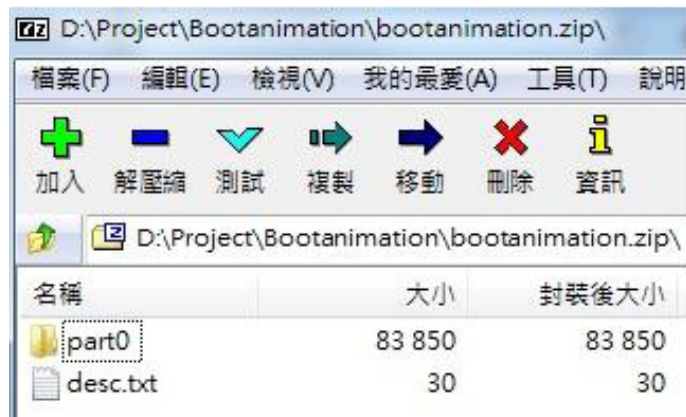 7z D:\Project\Bootanimation\bootanimation.zip\
檔案(F) 編輯(E) 檢視(V) 我的最愛(A) 工具(T) 說明
加入 解壓縮 測試 複製 移動 刪除 資訊
D:\Project\Bootanimation\bootanimation.zip\
名稱 大小 封裝後大小
part0 83 850 83 850
desc.txt 30 30